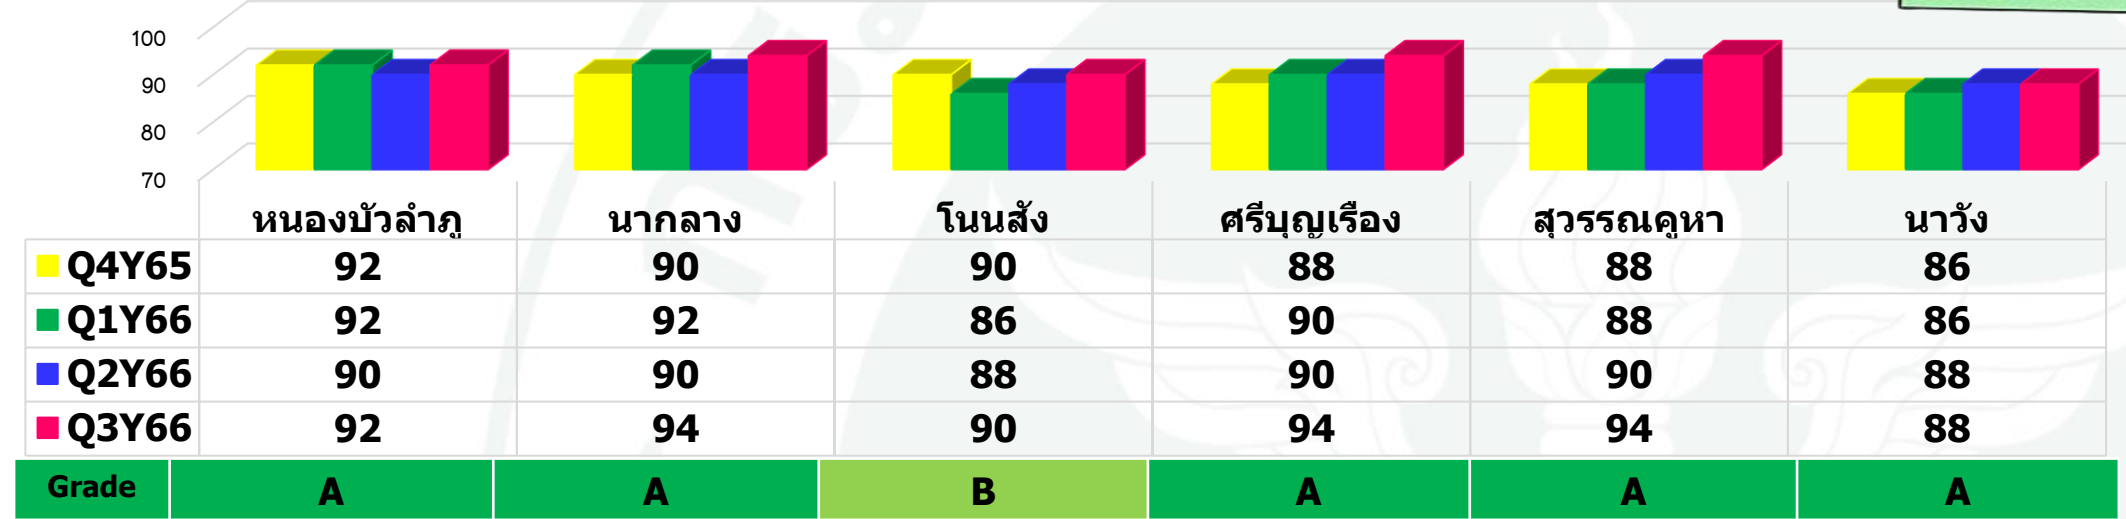 100
90
80
70
หนองบัวลำภู นากลาง โนนสัง ศรีบุญเรือง สุวรรณคูหา นาวัง
Q4Y65 92 90 90 88 88 86
Q1Y66 92 92 86 90 88 86
Q2Y66 90 90 88 90 90 88
Q3Y66 92 94 90 94 94 88
Grade A A B A A A